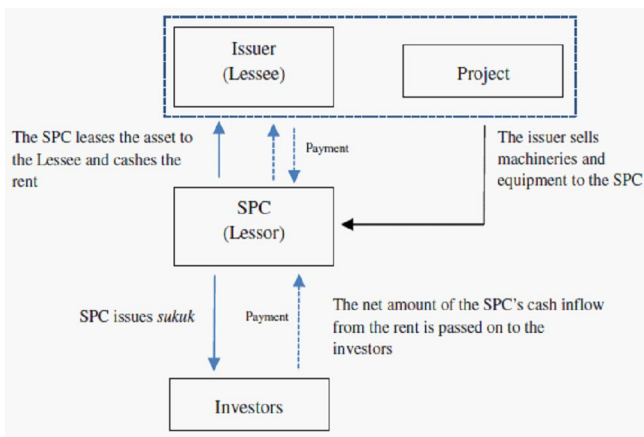 Issuer
(Lessee)
Project
The SPC leases the asset to
the Lessee and cashes the
rent
Payment
The issuer sells
machineries and
equipment to the SPC
SPC
(Lessor)
SPC issues sukuk
Payment
The net amount of the SPC's cash inflow
from the rent is passed on to the
investors
Investors